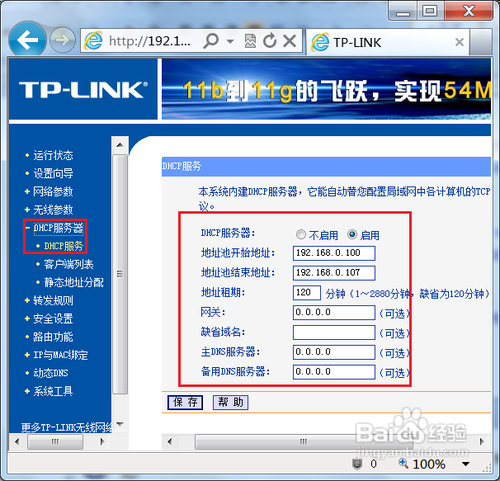 http://192.1...
TP-LINK
TP-LINK®
11b到11g的飞跃，实现54M
运行状态
设置向导
网络参数
无线参数
DHCP服务器
DHCP服务
客户端列表
静态地址分配
转发规则
安全设置
路由功能
IP与MAC绑定
动态DNS
系统工具
更多TP-LINK无线网络
DHCP服务
本系统内建DHCP服务器，它能自动替您配置局域网中各计算机的TCP
议。
DHCP服务器： 不启用 启用
地址池开始地址： 192.168.0.100
地址池结束地址： 192.168.0.107
地址租期： 120 分钟（1～2880分钟，缺省为120分钟）
网关： 0.0.0.0 （可选）
缺省域名： （可选）
主DNS服务器： 0.0.0.0 （可选）
备用DNS服务器： 0.0.0.0 （可选）
保存 帮助
Baidu经验
jingyan.baidu.com
0 100%